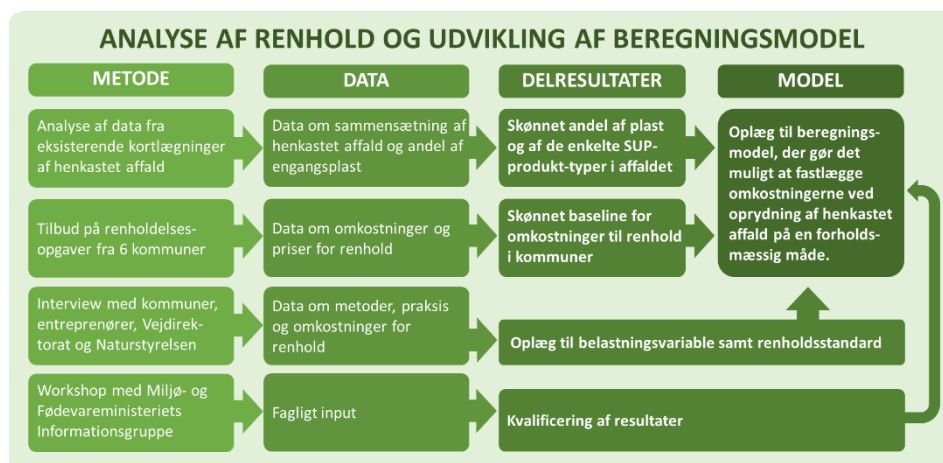 ANALYSE AF RENHOLD OG UDVIKLING AF BEREGNINGSMODEL
METODE
DATA
DELRESULTATER
MODEL
Analyse af data fra
eksisterende kortlægninger
af henkastet affald
Data om sammensætning af
henkastet affald og andel af
engangsplast
Skønnet andel af plast
og af de enkelte SUP-
produkt-typer i affaldet
Oplæg til beregnings-
model, der gør det
muligt at fastlægge
omkostningerne ved
oprydning af henkastet
affald på en forholds-
mæssig måde.
Tilbud på renholdelses-
opgaver fra 6 kommuner
Data om omkostninger og
priser for renhold
Skønnet baseline for
omkostninger til renhold
i kommuner
Interview med kommuner,
entreprenører, Vejdirek-
torat og Naturstyrelsen
Data om metoder, praksis
og omkostninger for
renhold
Oplæg til belastningsvariable samt renholdsstandard
Workshop med Miljø- og
Fødevareministeriets
Informationsgruppe
Fagligt input
Kvalificering af resultater